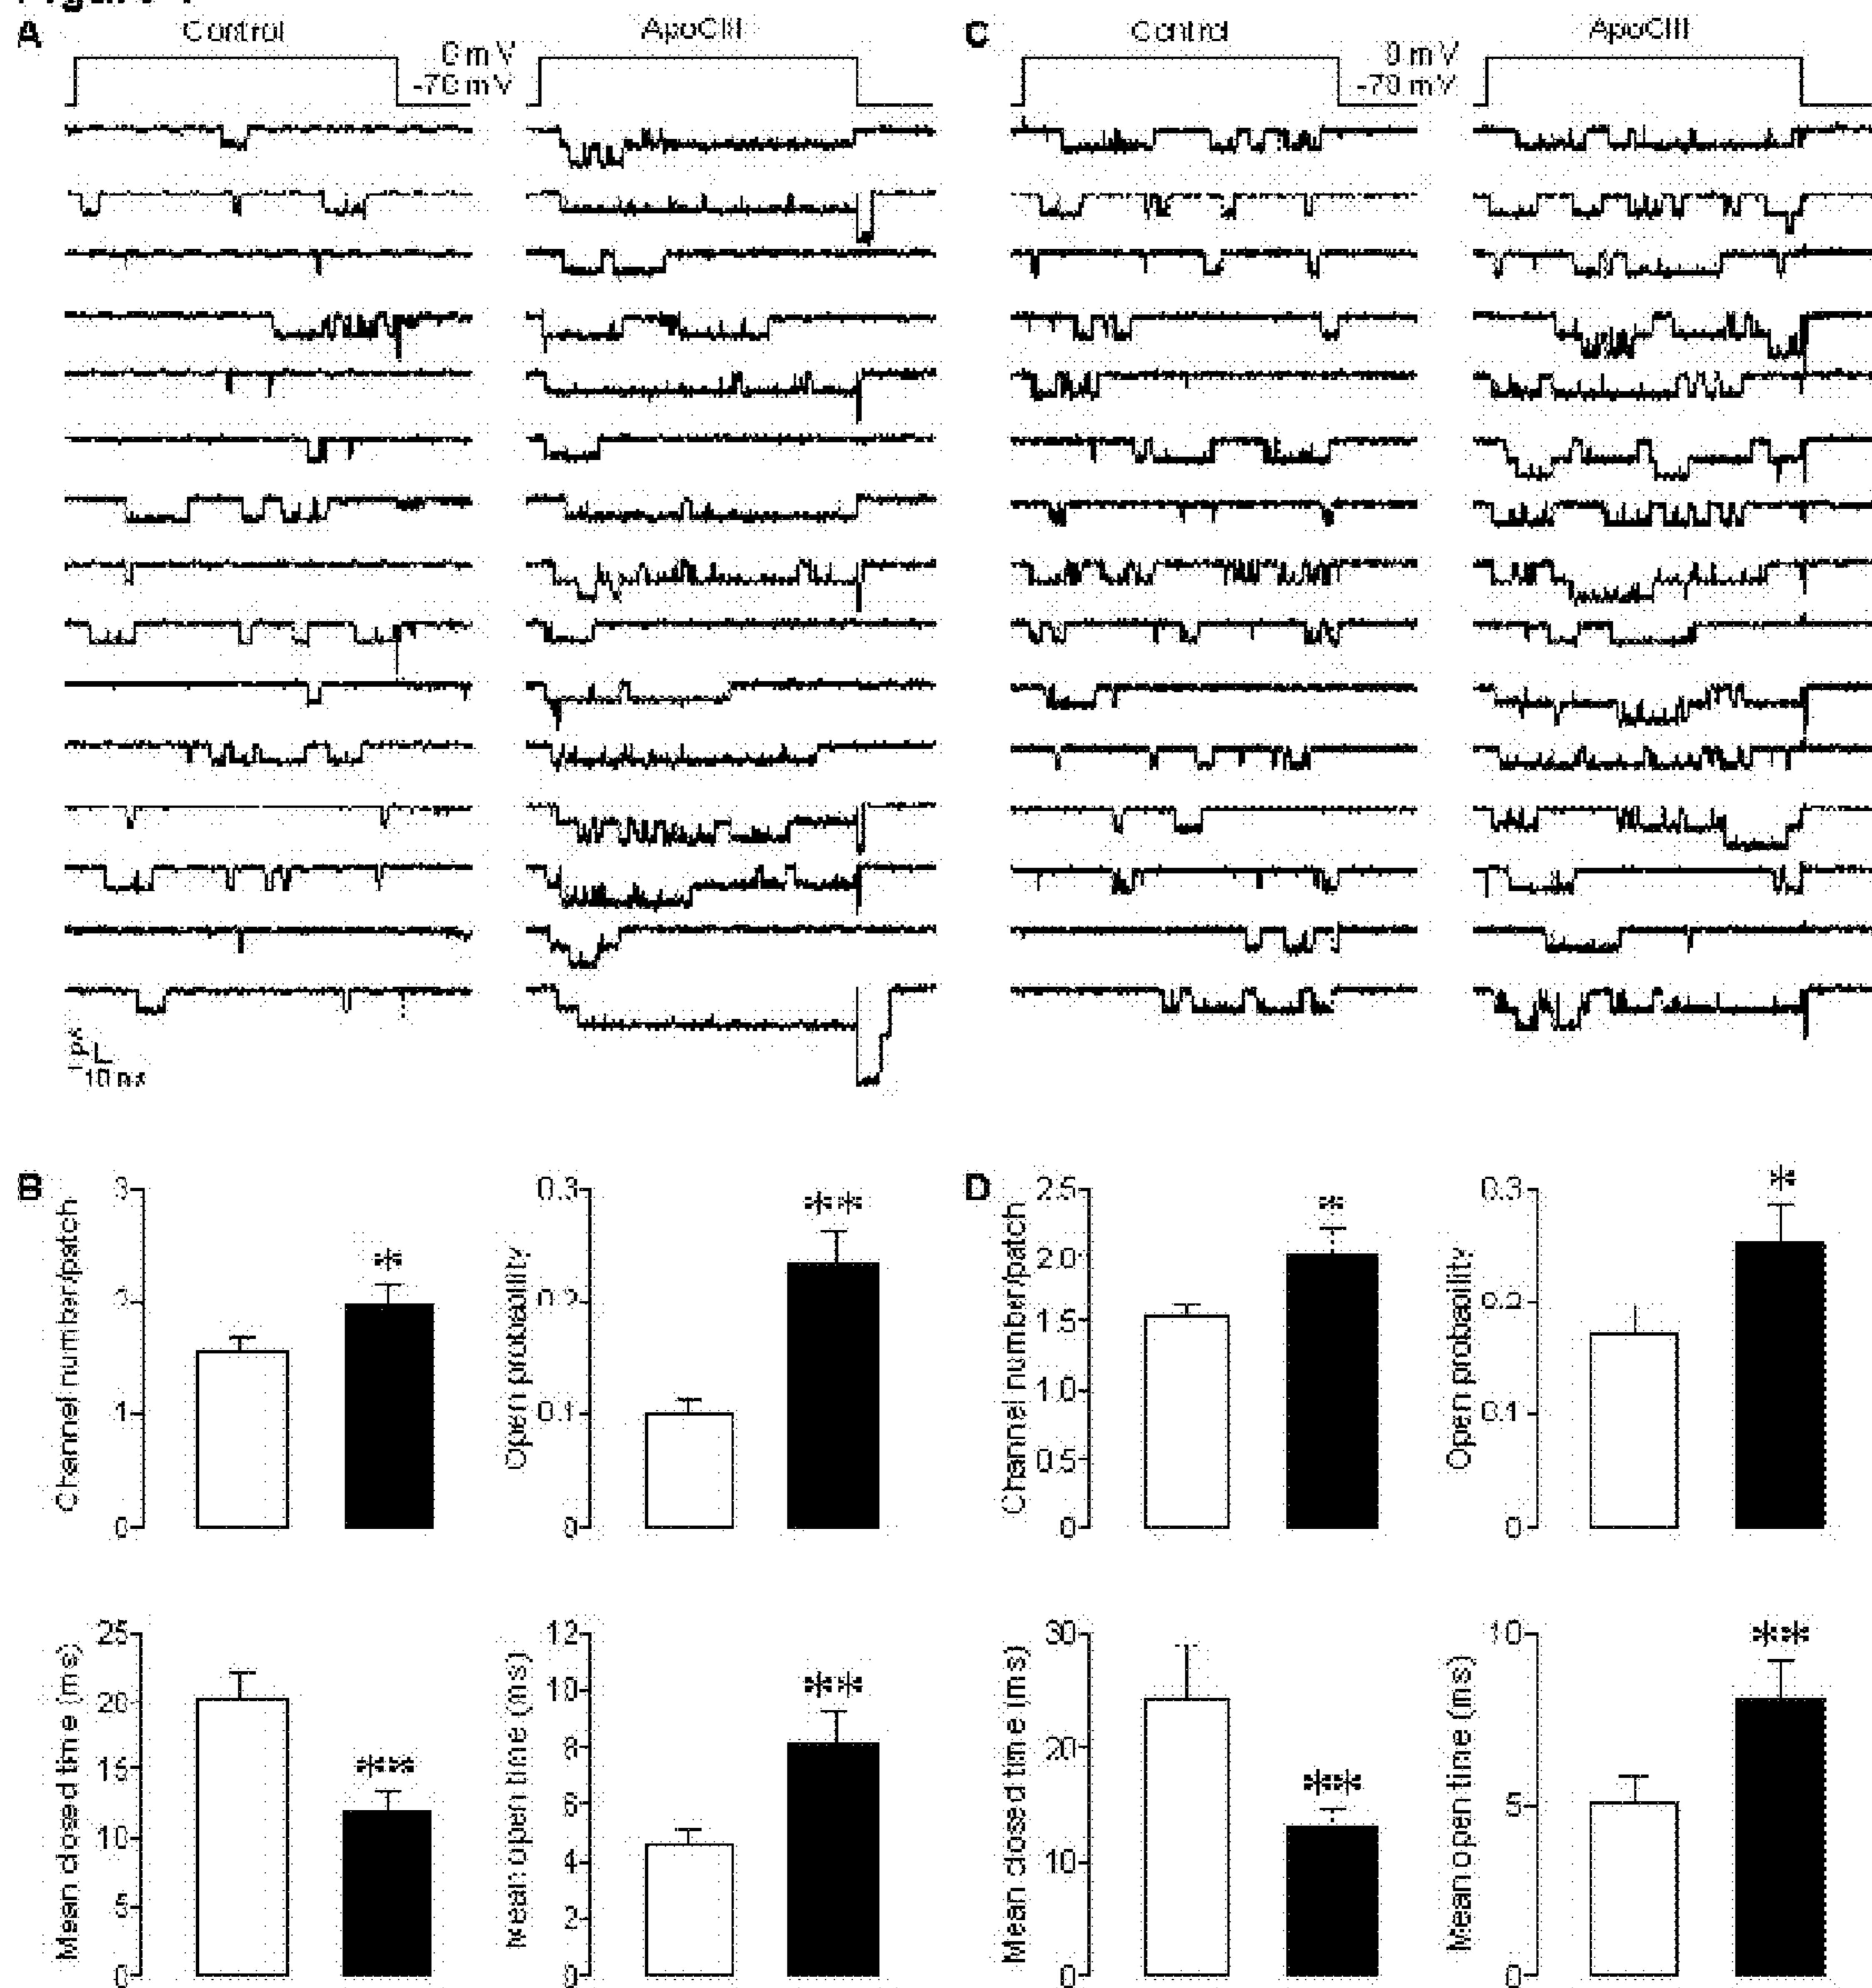 A
Control
0 mV
-70 mV
ApoCIII
C
Control
0 mV
-70 mV
ApoCIII
1 pA
10 ms
B
Channel number/patch
3
2
1
0
*
Open probability
0.3
0.2
0.1
0
**
D
Channel number/patch
2.5
2.0
1.5
1.0
0.5
0
*
Open probability
0.3
0.2
0.1
0
*
Mean closed time (ms)
25
20
15
10
5
0
**
Mean open time (ms)
12
10
8
6
4
2
0
**
Mean closed time (ms)
30
20
10
0
**
Mean open time (ms)
10
5
0
**